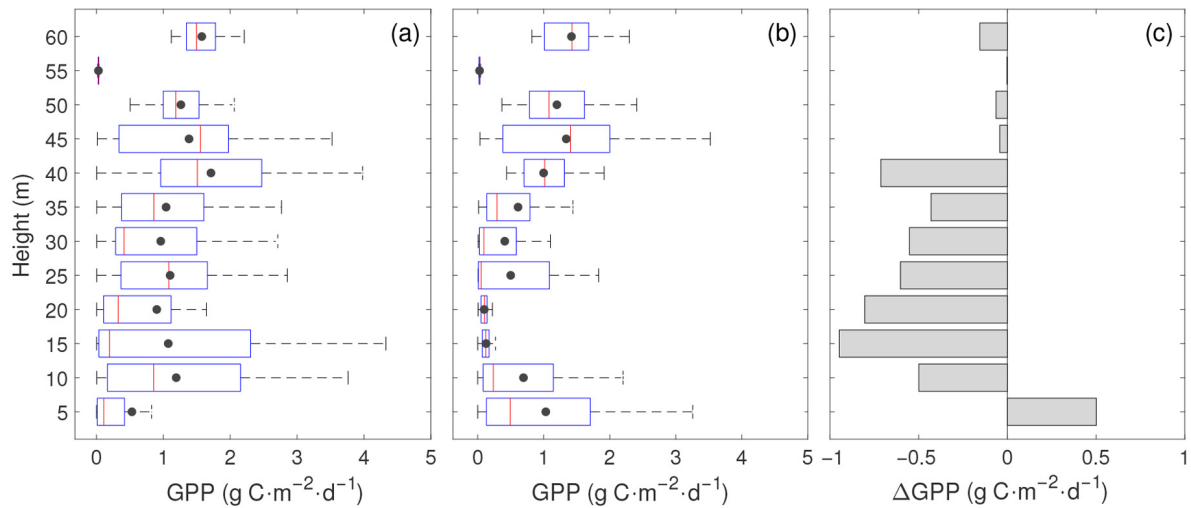 (a)
(b)
(c)
60
55
50
45
40
35
30
25
20
15
10
5
Height (m)
0 1 2 3 4 5
0 1 2 3 4 5
−1 −0.5 0 0.5 1
GPP (g C·m⁻²·d⁻¹)
GPP (g C·m⁻²·d⁻¹)
ΔGPP (g C·m⁻²·d⁻¹)